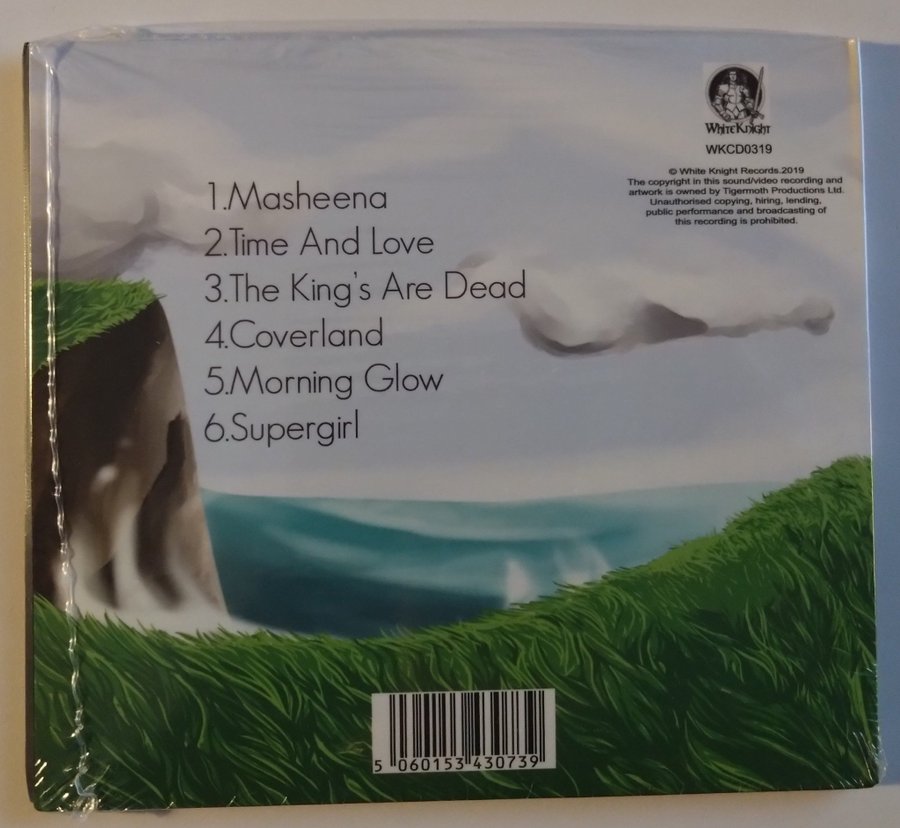 WhiteKnight
WKCD0319
© White Knight Records.2019
The copyright in this sound/video recording and
artwork is owned by Tigermoth Productions Ltd.
Unauthorised copying, hiring, lending,
public performance and broadcasting of
this recording is prohibited.
1.Masheena
2.Time And Love
3.The King's Are Dead
4.Coverland
5.Morning Glow
6.Supergirl
5 060153 430739